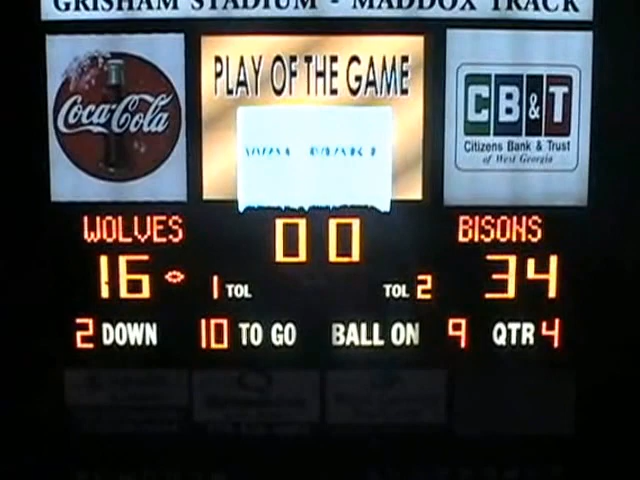 GRISHAM STADIUM - MADDOX TRACK
Coca-Cola
PLAY OF THE GAME
CB&T
Citizens Bank & Trust
of West Georgia
WOLVES 00 BISONS
16 1 TOL TOL 2 34
2 DOWN 10 TO GO BALL ON 9 QTR 4